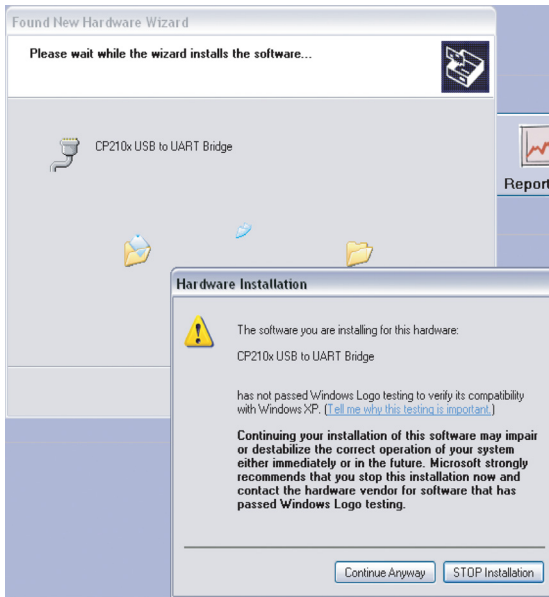 Found New Hardware Wizard
Please wait while the wizard installs the software...
CP210x USB to UART Bridge
Report
Hardware Installation
The software you are installing for this hardware:
CP210x USB to UART Bridge
has not passed Windows Logo testing to verify its compatibility
with Windows XP. (Tell me why this testing is important.)
Continuing your installation of this software may impair
or destabilize the correct operation of your system
either immediately or in the future. Microsoft strongly
recommends that you stop this installation now and
contact the hardware vendor for software that has
passed Windows Logo testing.
Continue Anyway STOP Installation